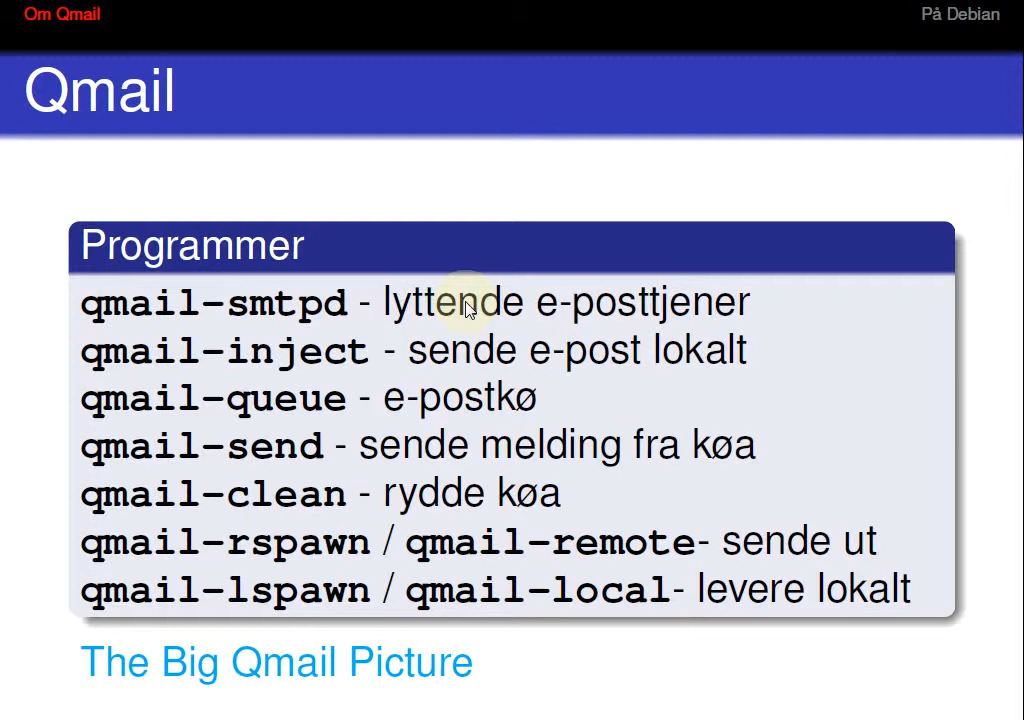 Om Qmail
På Debian
Qmail
Programmer
qmail-smtpd - lyttende e-posttjener
qmail-inject - sende e-post lokalt
qmail-queue - e-postkø
qmail-send - sende melding fra køa
qmail-clean - rydde køa
qmail-rspawn / qmail-remote- sende ut
qmail-lspawn / qmail-local- levere lokalt
The Big Qmail Picture